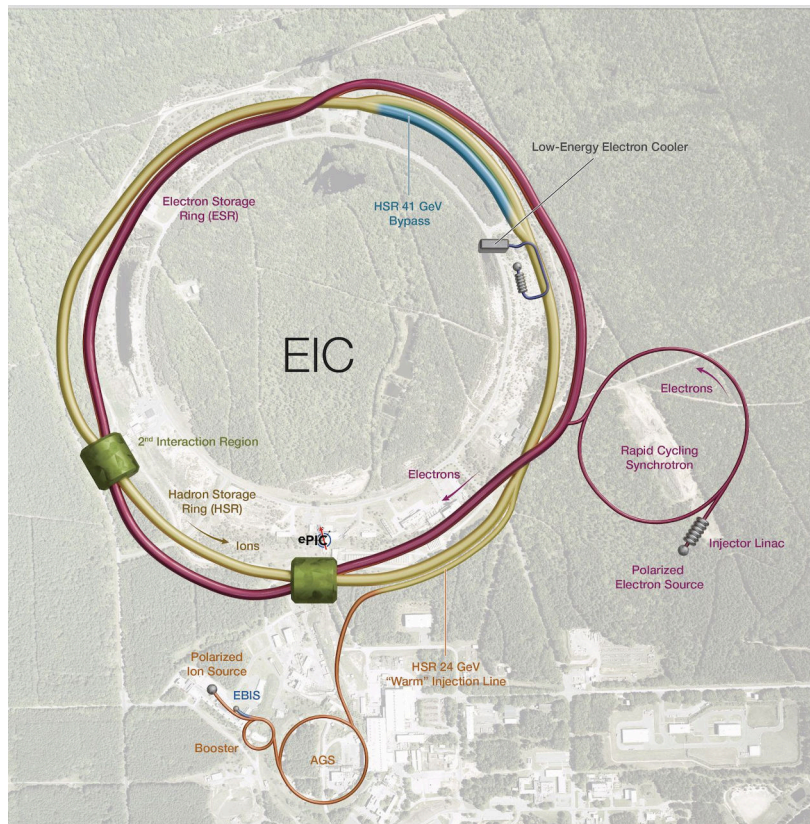 Low-Energy Electron Cooler
Electron Storage
Ring (ESR)
HSR 41 GeV
Bypass
EIC
Electrons
2nd Interaction Region
Rapid Cycling
Synchrotron
Electrons
Hadron Storage
Ring (HSR)
Ions
ePIC
Injector Linac
Polarized
Electron Source
Polarized
Ion Source
HSR 24 GeV
“Warm” Injection Line
EBIS
Booster
AGS